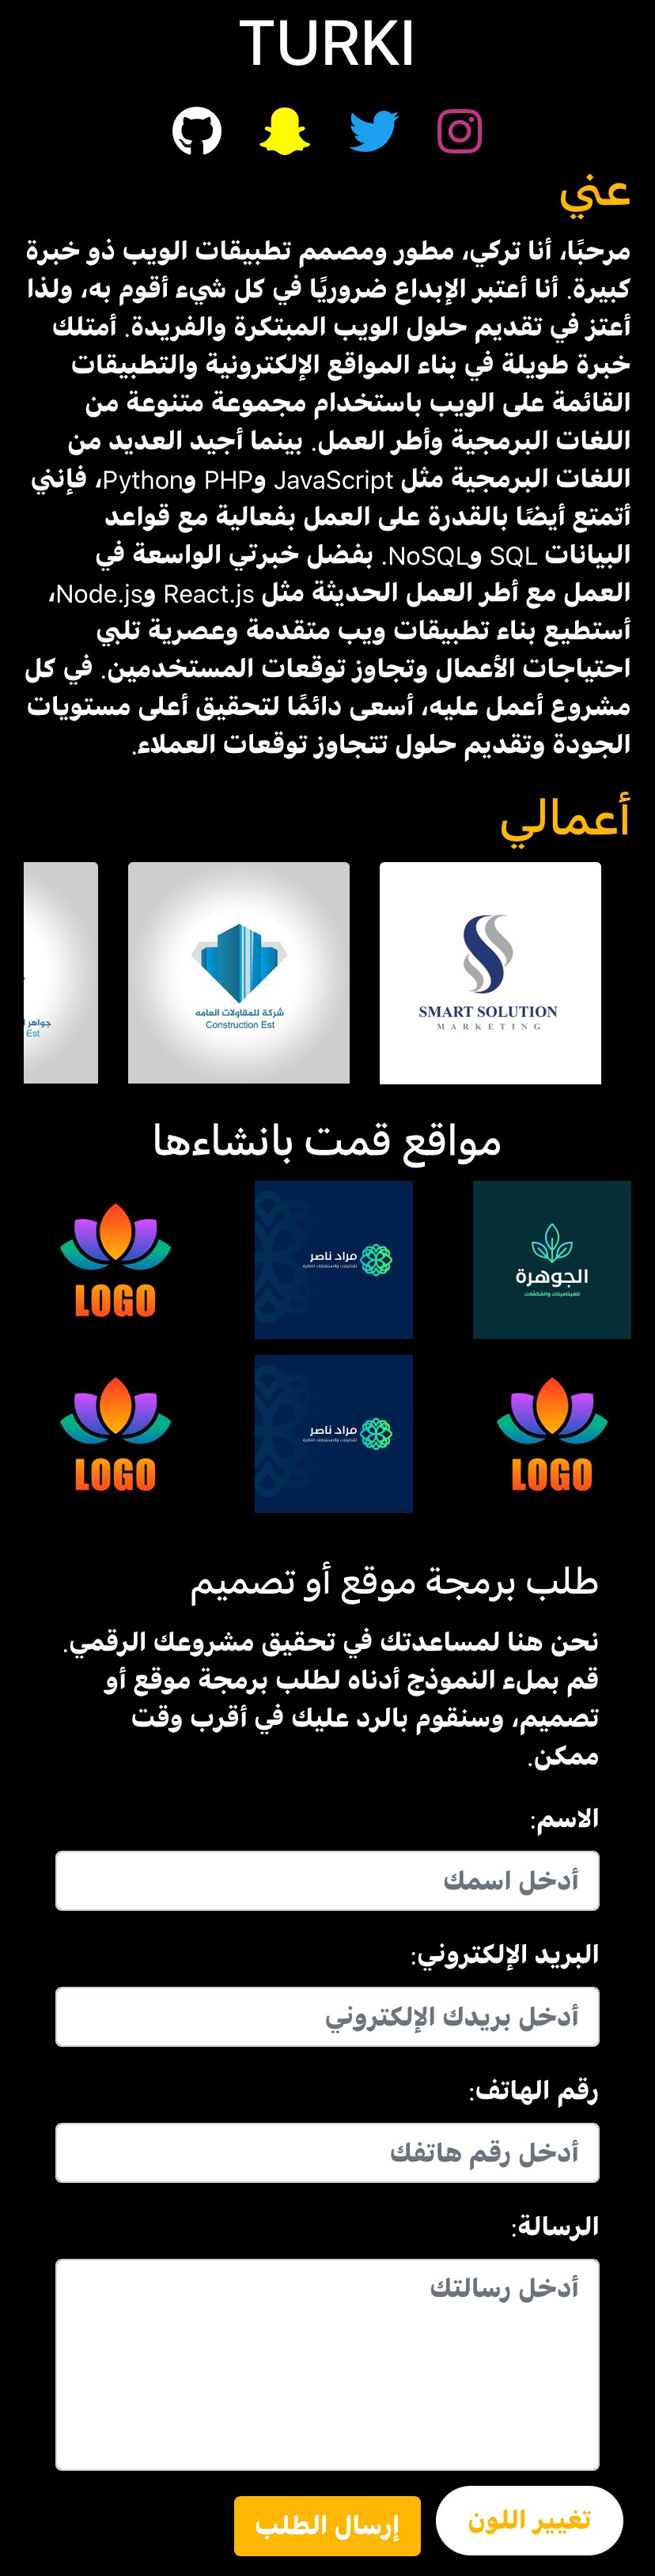 TURKI
عني
مرحبًا، أنا تركي، مطور ومصمم تطبيقات الويب ذو خبرة
كبيرة. أنا أعتبر الإبداع ضروريًا في كل شيء أقوم به، ولذا
أعتز في تقديم حلول الويب المبتكرة والفريدة. أمتلك
خبرة طويلة في بناء المواقع الإلكترونية والتطبيقات
القائمة على الويب باستخدام مجموعة متنوعة من
اللغات البرمجية وأطر العمل. بينما أجيد العديد من
اللغات البرمجية مثل JavaScript وPHP وPython، فإنني
أتمتع أيضًا بالقدرة على العمل بفعالية مع قواعد
البيانات SQL وNoSQL. بفضل خبرتي الواسعة في
العمل مع أطر العمل الحديثة مثل React.js وNode.js،
أستطيع بناء تطبيقات ويب متقدمة وعصرية تلبي
احتياجات الأعمال وتجاوز توقعات المستخدمين. في كل
مشروع أعمل عليه، أسعى دائمًا لتحقيق أعلى مستويات
الجودة وتقديم حلول تتجاوز توقعات العملاء.
أعمالي
SMART SOLUTION
MARKETING
شركة للمقاولات العامه
Construction Est
جواهر
Est
مواقع قمت بانشاءها
الجوهرة
للفيتامينات والمكملات
مراد ناصر
LOGO
LOGO
مراد ناصر
LOGO
طلب برمجة موقع أو تصميم
نحن هنا لمساعدتك في تحقيق مشروعك الرقمي.
قم بملء النموذج أدناه لطلب برمجة موقع أو
تصميم، وسنقوم بالرد عليك في أقرب وقت
ممكن.
الاسم:
أدخل اسمك
البريد الإلكتروني:
أدخل بريدك الإلكتروني
رقم الهاتف:
أدخل رقم هاتفك
الرسالة:
أدخل رسالتك
تغيير اللون
إرسال الطلب